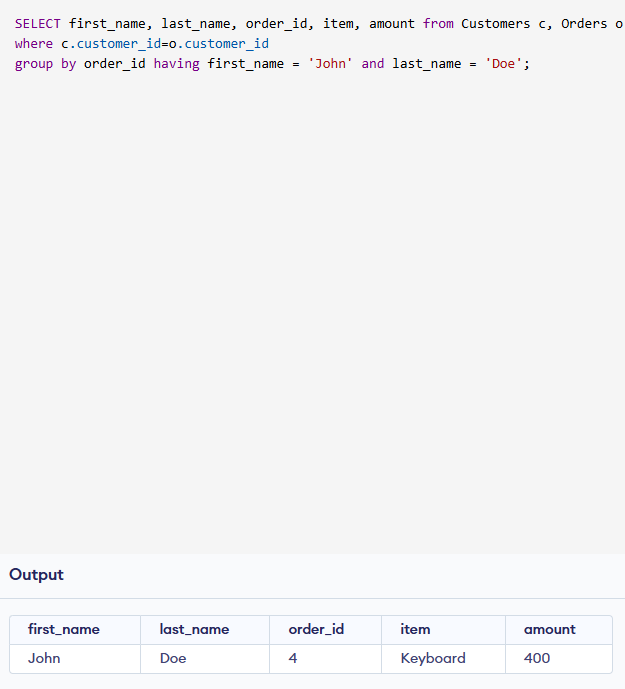 SELECT first_name, last_name, order_id, item, amount from Customers c, Orders o
where c.customer_id=o.customer_id
group by order_id having first_name = 'John' and last_name = 'Doe';
Output
first_name last_name order_id item amount
John Doe 4 Keyboard 400